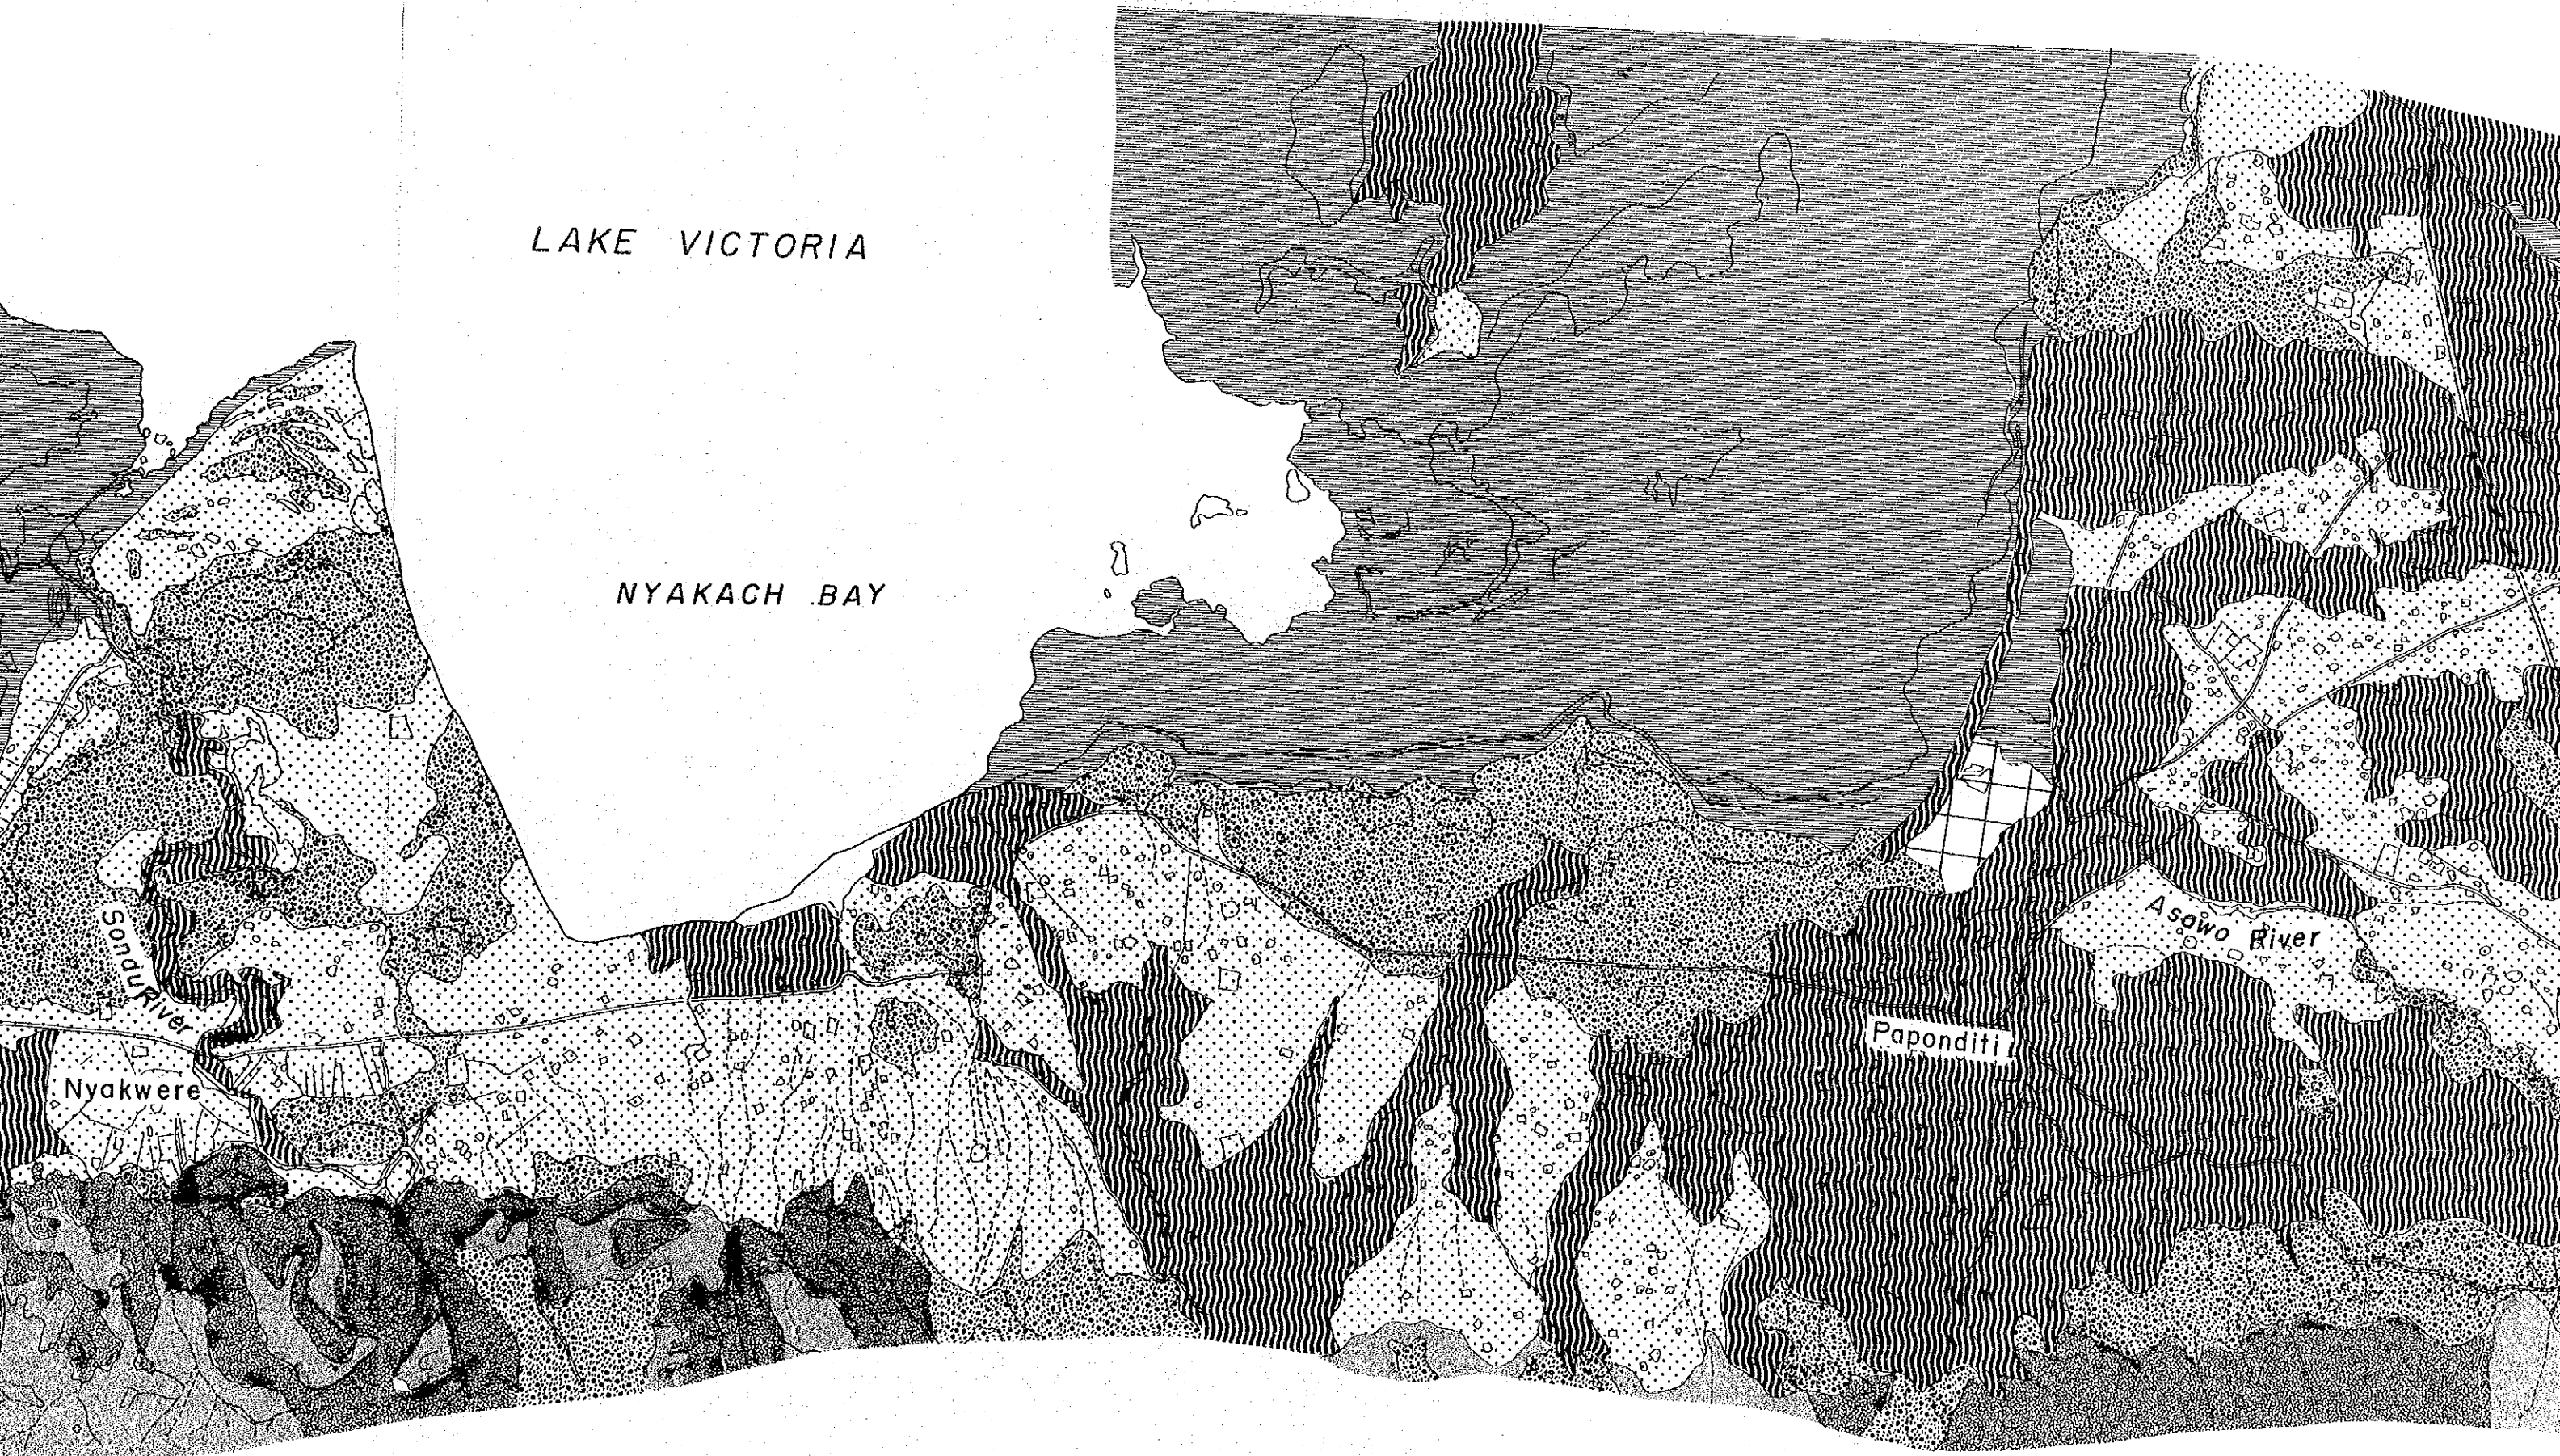 LAKE VICTORIA
NYAKACH BAY
Sondu River
Asawo River
Paponditi
Nyakwere